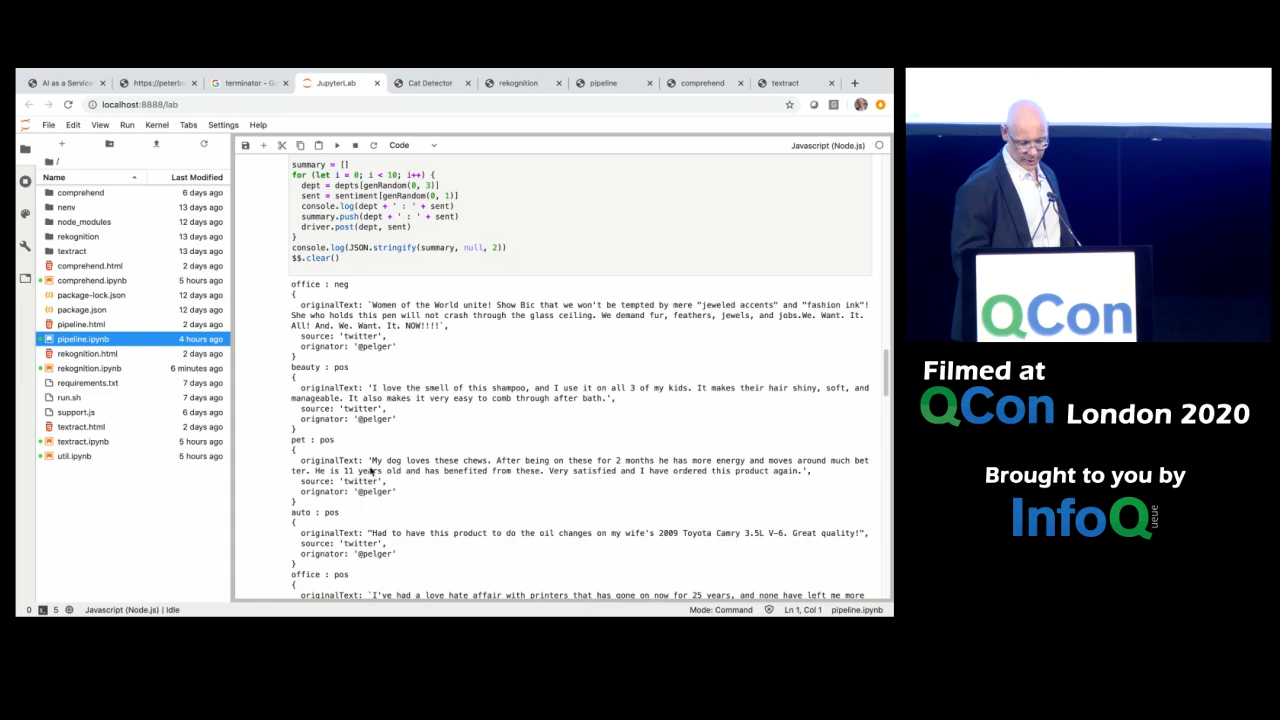 AI as a Service
https://peterb
terminator - G
JupyterLab
Cat Detector
rekognition
pipeline
comprehend
textract
localhost:8888/lab
File Edit View Run Kernel Tabs Settings Help
Code
Javascript (Node.js)
/
Name Last Modified
comprehend 6 days ago
nenv 13 days ago
node_modules 12 days ago
rekognition 13 days ago
textract 13 days ago
comprehend.html 2 days ago
comprehend.ipynb 5 hours ago
package-lock.json 12 days ago
package.json 12 days ago
pipeline.html 2 days ago
pipeline.ipynb 4 hours ago
rekognition.html 2 days ago
rekognition.ipynb 6 minutes ago
requirements.txt 7 days ago
run.sh 7 days ago
support.js 6 days ago
textract.html 2 days ago
textract.ipynb 5 hours ago
util.ipynb 5 hours ago
summary = []
for (let i = 0; i < 10; i++) {
dept = depts[genRandom(0, 3)]
sent = sentiment[genRandom(0, 1)]
console.log(dept + ' : ' + sent)
summary.push(dept + ' : ' + sent)
driver.post(dept, sent)
}
console.log(JSON.stringify(summary, null, 2))
$$.clear()
office : neg
{
originalText: `Women of the World unite! Show Bic that we won't be tempted by mere "jeweled accents" and "fashion ink"!
She who holds this pen will not crash through the glass ceiling. We demand fur, feathers, jewels, and jobs.We. Want. It.
All! And. We. Want. It. NOW!!!!`,
source: 'twitter',
orignator: '@pelger'
}
beauty : pos
{
originalText: 'I love the smell of this shampoo, and I use it on all 3 of my kids. It makes their hair shiny, soft, and
manageable. It also makes it very easy to comb through after bath.',
source: 'twitter',
orignator: '@pelger'
}
pet : pos
{
originalText: 'My dog loves these chews. After being on these for 2 months he has more energy and moves around much bet
ter. He is 11 years old and has benefited from these. Very satisfied and I have ordered this product again.',
source: 'twitter',
orignator: '@pelger'
}
auto : pos
{
originalText: "Had to have this product to do the oil changes on my wife's 2009 Toyota Camry 3.5L V-6. Great quality!",
source: 'twitter',
orignator: '@pelger'
}
office : pos
{
originalText: `I've had a love hate affair with printers that has gone on now for 25 years, and none have left me more
0 5 Javascript (Node.js) | Idle
Mode: Command Ln 1, Col 1 pipeline.ipynb
QCon
Filmed at
QCon London 2020
Brought to you by
InfoQ
ueue